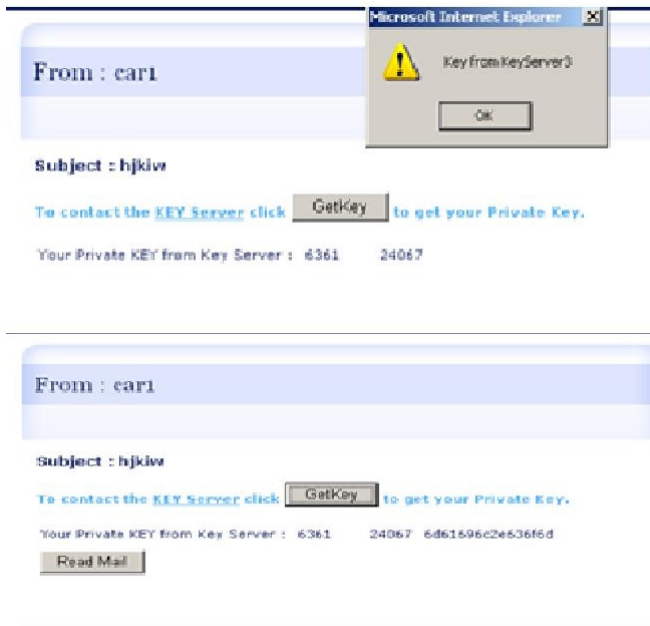 Microsoft Internet Explorer
Key from KeyServer3
OK
From : car1
Subject : hjkiw
To contact the KEY Server click GetKey to get your Private Key.
Your Private KEY from Key Server : 6361 24067
From : car1
Subject : hjkiw
To contact the KEY Server click GetKey to get your Private Key.
Your Private KEY from Key Server : 6361 24067 6d61696c2e636f6d
Read Mail